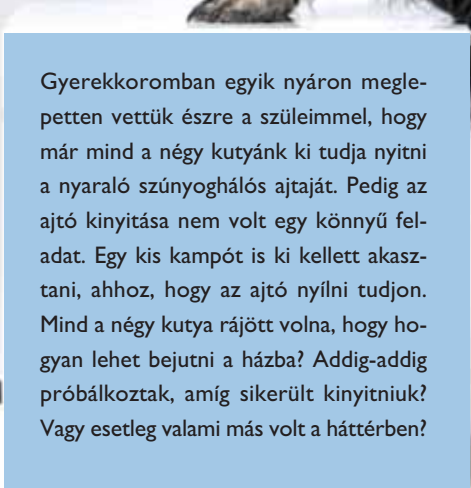 Gyerekkoromban egyik nyáron megle-
petten vettük észre a szüleimmel, hogy
már mind a négy kutyánk ki tudja nyitni
a nyaraló szúnyoghálós ajtaját. Pedig az
ajtó kinyitása nem volt egy könnyű fel-
adat. Egy kis kampót is ki kellett akasz-
tani, ahhoz, hogy az ajtó nyílni tudjon.
Mind a négy kutya rájött volna, hogy ho-
gyan lehet bejutni a házba? Addig-addig
próbálkoztak, amíg sikerült kinyitniuk?
Vagy esetleg valami más volt a háttérben?